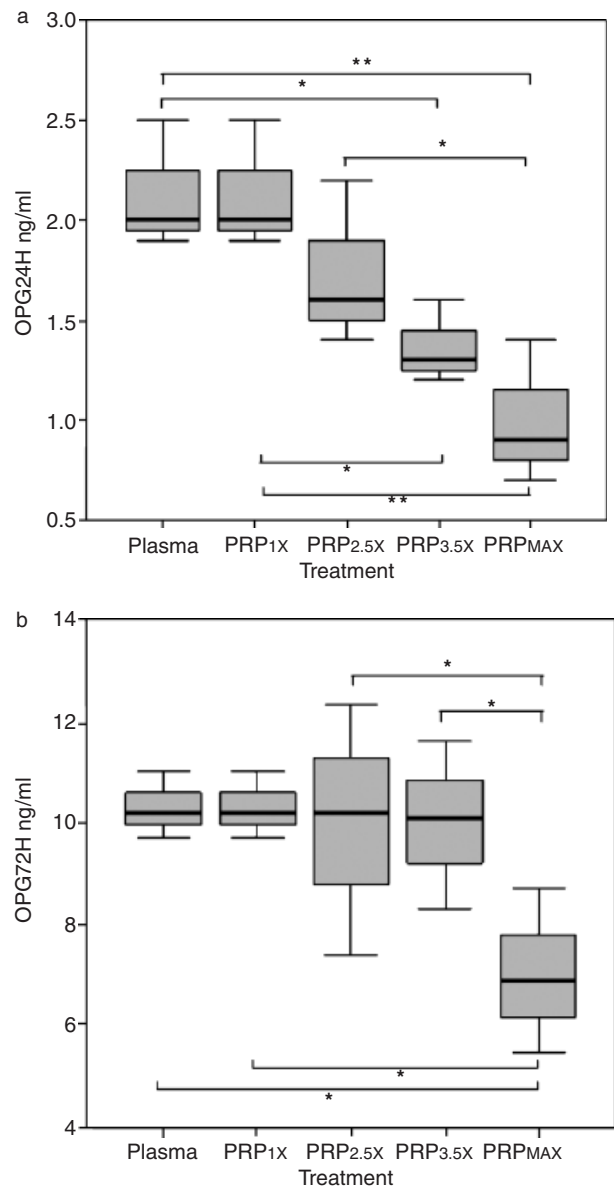 a
3.0
2.5
2.0
1.5
1.0
0.5
OPG24H ng/ml
**
*
*
*
**
Plasma PRP1X PRP2.5X PRP3.5X PRPMAX
Treatment
b
14
12
10
8
6
4
OPG72H ng/ml
*
*
*
*
Plasma PRP1X PRP2.5X PRP3.5X PRPMAX
Treatment